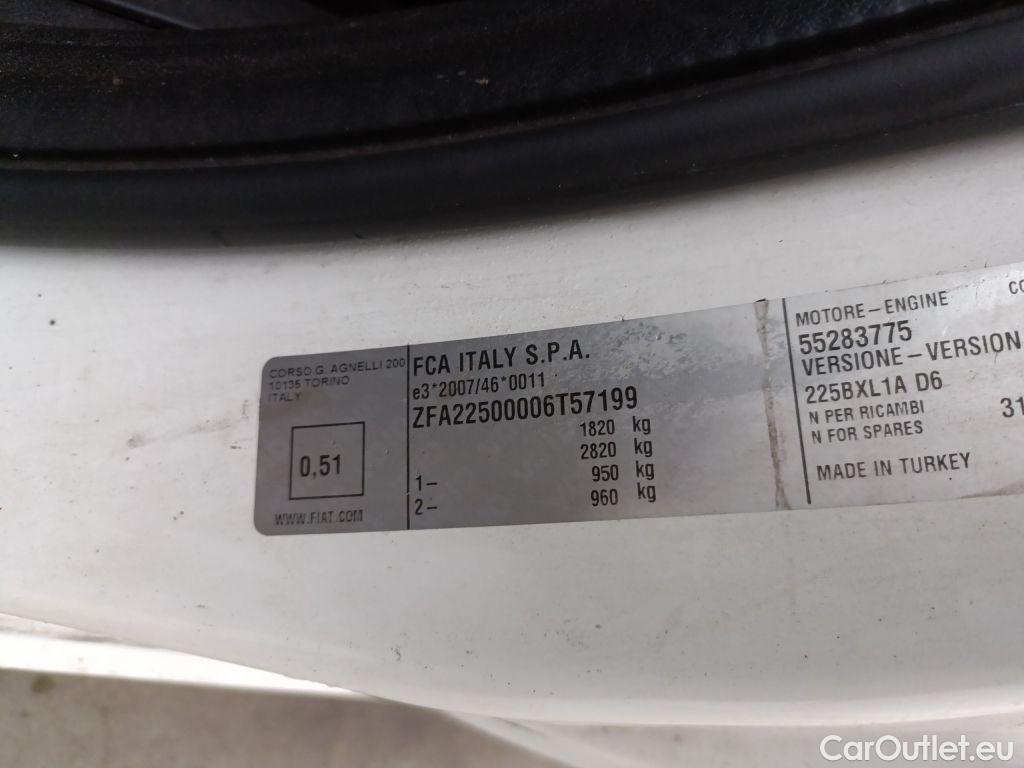 CORSO G. AGNELLI 200
10135 TORINO
ITALY
0,51
WWW.FIAT.COM
FCA ITALY S.P.A.
e3*2007/46*0011
ZFA22500006T57199
1820 kg
2820 kg
1– 950 kg
2– 960 kg
MOTORE–ENGINE
55283775
VERSIONE–VERSION
225BXL1A D6
N PER RICAMBI
N FOR SPARES
MADE IN TURKEY
CO
31
CarOutlet.eu